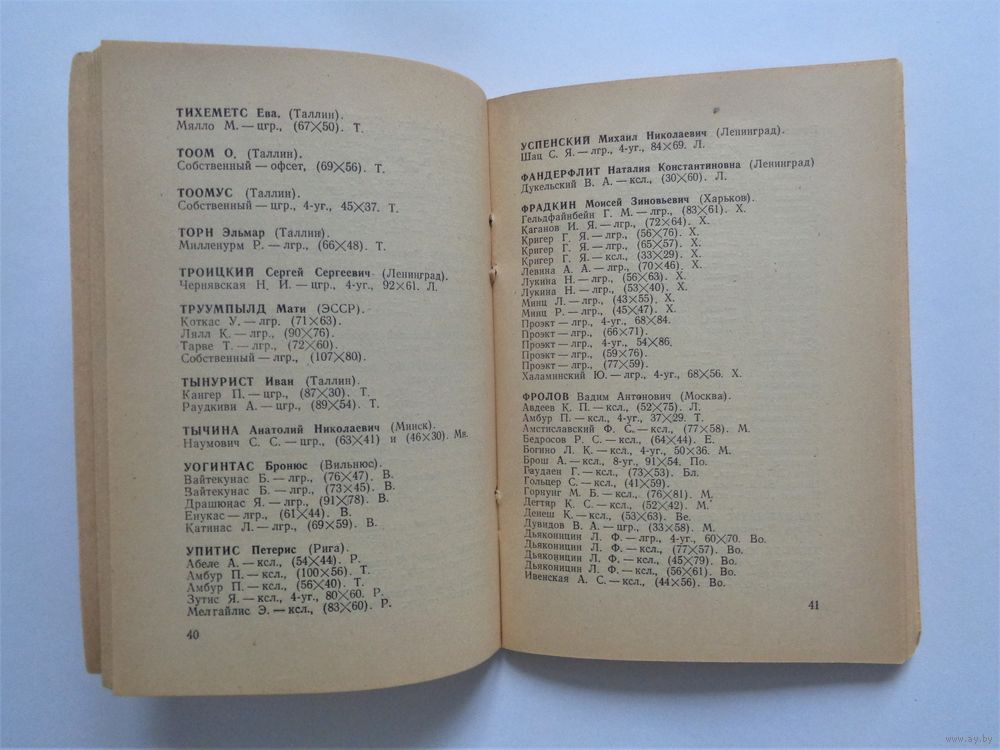 ТИХЕМЕТС Ева. (Таллин).
Мялло М. — цгр., (67×50). Т.
ТООМ О. (Таллин).
Собственный — офсет, (69×56). Т.
ТООМУС (Таллин).
Собственный — цгр., 4-уг., 45×37. Т.
ТОРН Эльмар (Таллин).
Милленурм Р. — лгр., (66×48). Т.
ТРОИЦКИЙ Сергей Сергеевич (Ленинград).
Чернявская Н. И. — цгр., 4-уг., 92×61. Л.
ТРУУМПЫЛД Мати (ЭССР).
Коткас У. — лгр. (71×63).
Лялл К. — лгр., (90×76).
Тарве Т. — лгр., (72×60).
Собственный — лгр., (107×80).
ТЫНУРИСТ Иван (Таллин).
Кангер П. — цгр., (87×30). Т.
Раудкиви А. — цгр., (89×54). Т.
ТЫЧИНА Анатолий Николаевич (Минск).
Наумович С. С. — цгр., (63×41) и (46×30). Мн.
УОГИНТАС Бронюс (Вильнюс).
Вайтекунас Б. — лгр., (76×47). В.
Вайтекунас Б. — лгр., (73×45). В.
Драшюнас Я. — лгр., (91×78). В.
Енукас — лгр., (61×44). В.
Катинас Л. — лгр., (69×59). В.
УПИТИС Петерис (Рига).
Абеле А. — ксл., (54×44). Р.
Амбур П. — ксл., (100×56). Т.
Амбур П. — ксл., (56×40). Т.
Зутис Я. — ксл., 4-уг., 80×60. Р.
Мелгайлис Э. — ксл., (83×60). Р.
40
УСПЕНСКИЙ Михаил Николаевич (Ленинград).
Шац С. Я. — лгр., 4-уг., 84×69. Л.
ФАНДЕРФЛИТ Наталия Константиновна (Ленинград)
Дукельский В. А. — ксл., (30×60). Л.
ФРАДКИН Моисей Зиновьевич (Харьков).
Гельдфайнбейн Г. М. — лгр., (83×61). Х.
Каганов И. Я. — лгр., (72×64). Х.
Кригер Г. Я. — лгр., (56×76). Х.
Кригер Г. Я. — лгр., (65×57). Х.
Кригер Г. Я. — ксл., (33×29). Х.
Левина А. А. — лгр., (70×46). Х.
Лукина Н. — лгр., (56×63). Х.
Лукина Н. — лгр., (53×40). Х.
Минц Л. — лгр., (43×55). Х.
Минц Р. — лгр., (45×47). Х.
Проэкт — лгр., 4-уг., 68×84.
Проэкт — лгр., (66×71).
Проэкт — лгр., 4-уг., 54×86.
Проэкт — лгр., (59×76).
Проэкт — лгр., (77×59).
Халаминский Ю. — лгр., 4-уг., 68×56. Х.
ФРОЛОВ Вадим Антонович (Москва).
Авдеев К. П. — ксл., (52×75). Л.
Амбур П. — ксл., 4-уг., 37×29. Т.
Амстиславский Ф. С. — ксл., (77×58). М.
Бедросов Р. С. — ксл., (64×44). Е.
Богино Л. К. — ксл., 4-уг., 50×36. М.
Брош А. — ксл., 8-уг., 91×54. По.
Гаудаен Г. — ксл., (73×53). Бл.
Гольцер С. — ксл., (41×59).
Горнунг М. Б. — ксл., (76×81). М.
Дегтяр К. С. — ксл., (52×42). М.
Денеш К. — ксл., (53×63). Ве.
Дувидов В. А. — цгр., (33×58). М.
Дьяконицин Л. Ф. — лгр., 4-уг., 60×70. Во.
Дьяконицин Л. Ф. — ксл., (77×57). Во.
Дьяконицин Л. Ф. — ксл., (45×79). Во.
Дьяконицин Л. Ф. — ксл., (56×61). Во.
Ивенская А. С. — ксл., (44×56). Во.
41
www.ay.by